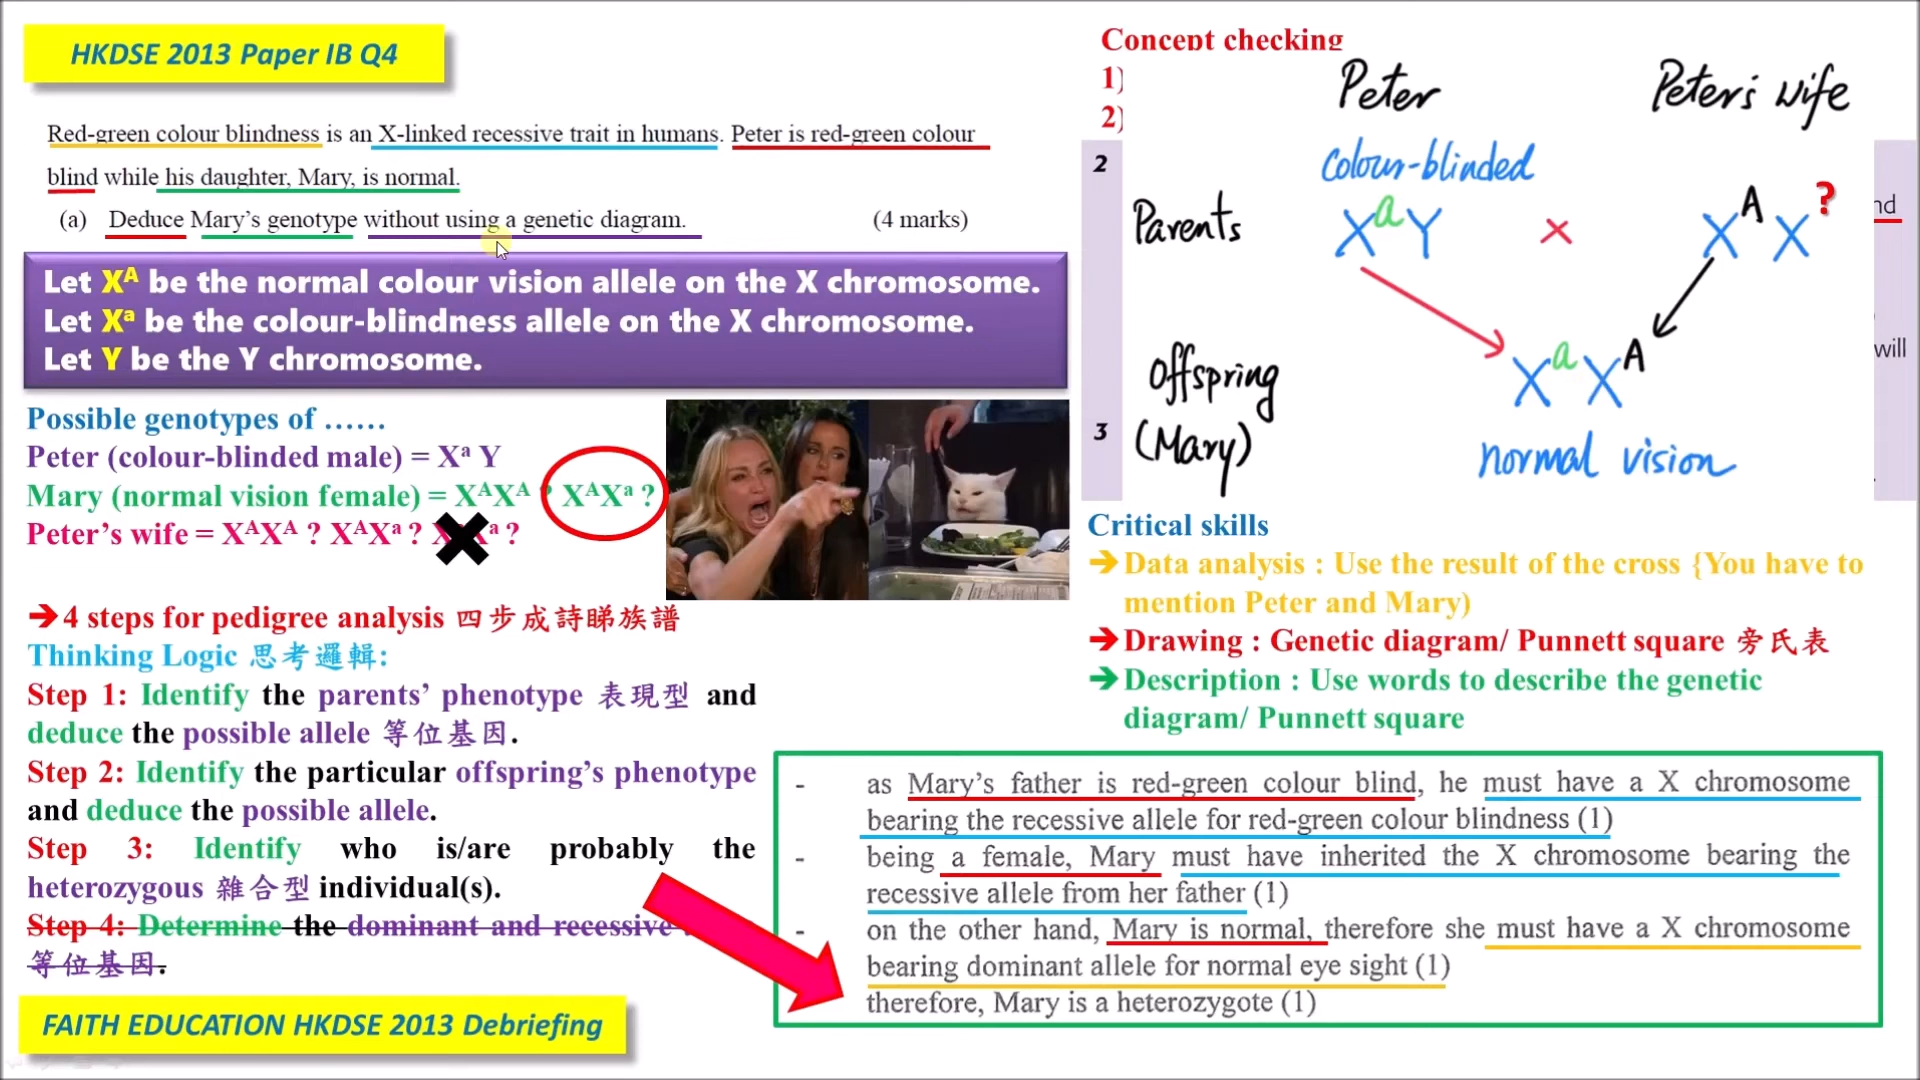 HKDSE 2013 Paper IB Q4
Red-green colour blindness is an X-linked recessive trait in humans. Peter is red-green colour
blind while his daughter, Mary, is normal.
(a) Deduce Mary's genotype without using a genetic diagram. (4 marks)
Let Xᴬ be the normal colour vision allele on the X chromosome.
Let Xᵃ be the colour-blindness allele on the X chromosome.
Let Y be the Y chromosome.
Possible genotypes of ……
Peter (colour-blinded male) = Xᵃ Y
Mary (normal vision female) = XᴬXᴬ ? XᴬXᵃ ?
Peter's wife = XᴬXᴬ ? XᴬXᵃ ? ᵃ ?
➔4 steps for pedigree analysis 四步成詩睇族譜
Thinking Logic 思考邏輯:
Step 1: Identify the parents' phenotype 表現型 and
deduce the possible allele 等位基因.
Step 2: Identify the particular offspring's phenotype
and deduce the possible allele.
Step 3: Identify who is/are probably the
heterozygous 雜合型 individual(s).
Step 4: Determine the dominant and recessive
等位基因.
FAITH EDUCATION HKDSE 2013 Debriefing
Concept checking
1)
2)
2
3
nd
will
Peter Peter's wife
Colour-blinded
Parents XᵃY × XᴬX?
Offspring
(Mary)
XᵃXᴬ
normal vision
Critical skills
➔Data analysis : Use the result of the cross {You have to
mention Peter and Mary)
➔Drawing : Genetic diagram/ Punnett square 旁氏表
➔Description : Use words to describe the genetic
diagram/ Punnett square
- as Mary's father is red-green colour blind, he must have a X chromosome
bearing the recessive allele for red-green colour blindness (1)
- being a female, Mary must have inherited the X chromosome bearing the
recessive allele from her father (1)
- on the other hand, Mary is normal, therefore she must have a X chromosome
bearing dominant allele for normal eye sight (1)
therefore, Mary is a heterozygote (1)